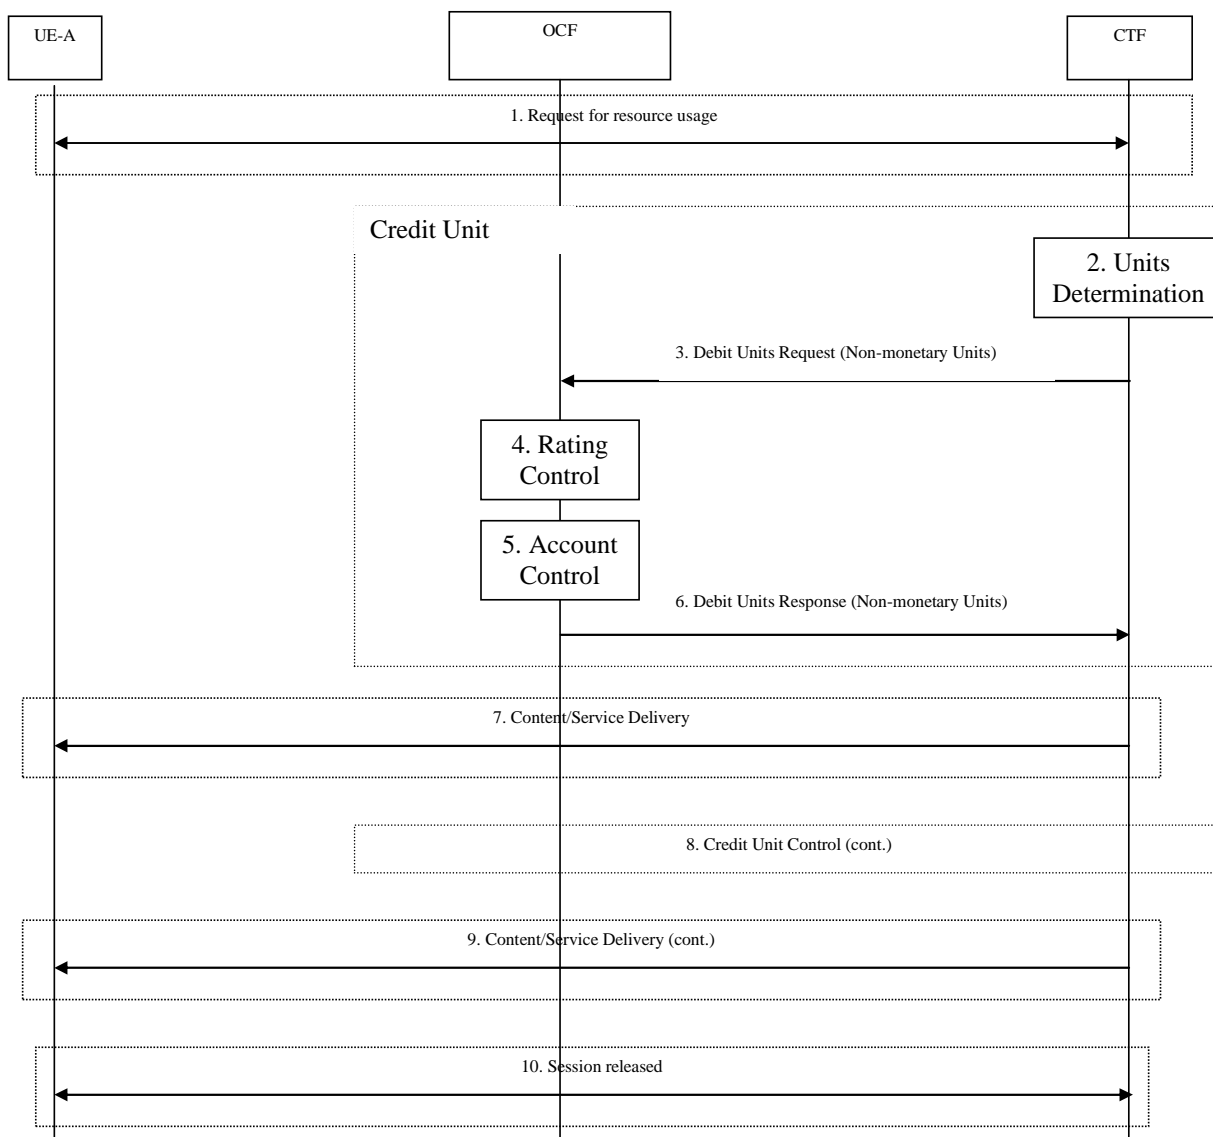 UE-A
OCF
CTF
1. Request for resource usage
Credit Unit
2. Units
Determination
3. Debit Units Request (Non-monetary Units)
4. Rating
Control
5. Account
Control
6. Debit Units Response (Non-monetary Units)
7. Content/Service Delivery
8. Credit Unit Control (cont.)
9. Content/Service Delivery (cont.)
10. Session released